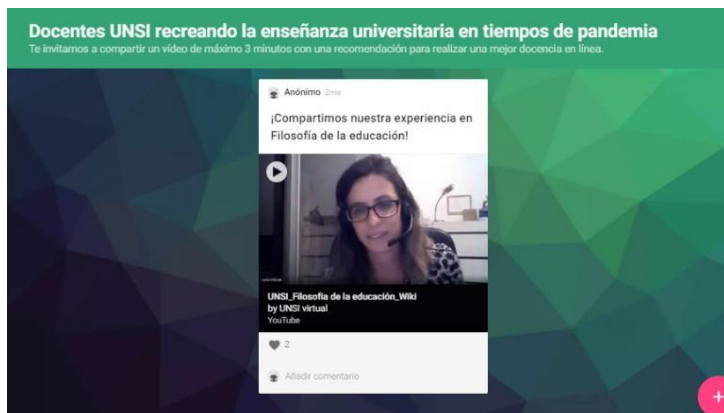 Docentes UNSI recreando la enseñanza universitaria en tiempos de pandemia
Te invitamos a compartir un vídeo de máximo 3 minutos con una recomendación para realizar una mejor docencia en línea.
Anónimo 2me
¡Compartimos nuestra experiencia en
Filosofía de la educación!
UNSI_Filosofia de la educación_Wiki
by UNSI virtual
YouTube
2
Añadir comentario